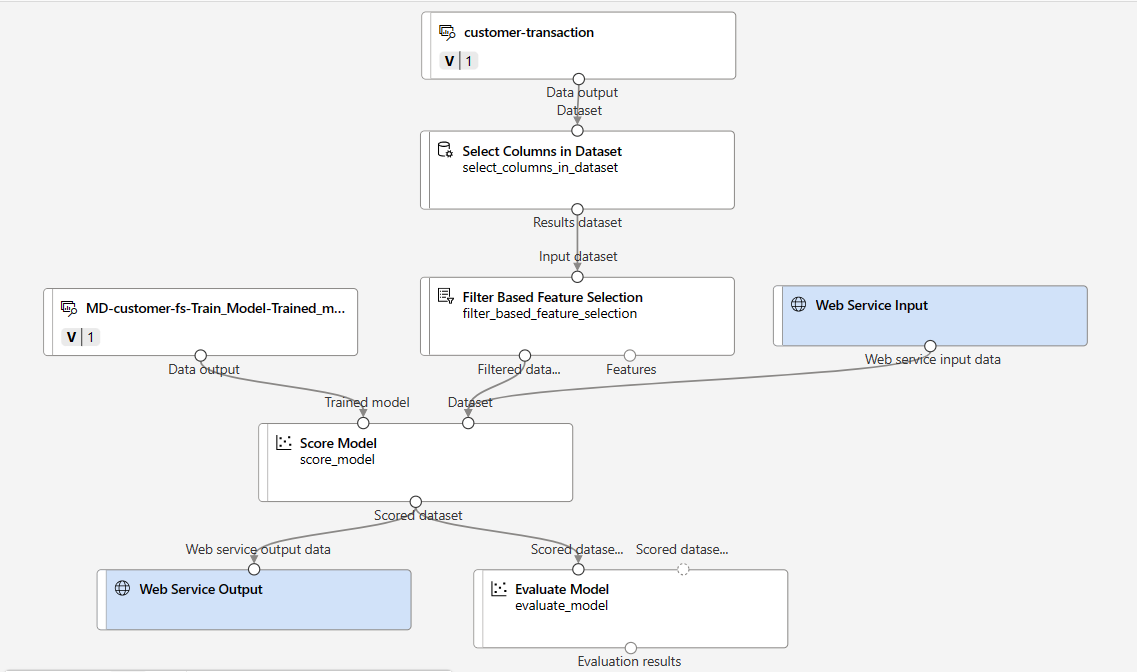 customer-transaction
V 1
Data output
Dataset
Select Columns in Dataset
select_columns_in_dataset
Results dataset
Input dataset
Filter Based Feature Selection
filter_based_feature_selection
MD-customer-fs-Train_Model-Trained_m...
V 1
Web Service Input
Data output
Filtered data...
Features
Web service input data
Trained model
Dataset
Score Model
score_model
Scored dataset
Web service output data
Scored datase...
Scored datase...
Web Service Output
Evaluate Model
evaluate_model
Evaluation results